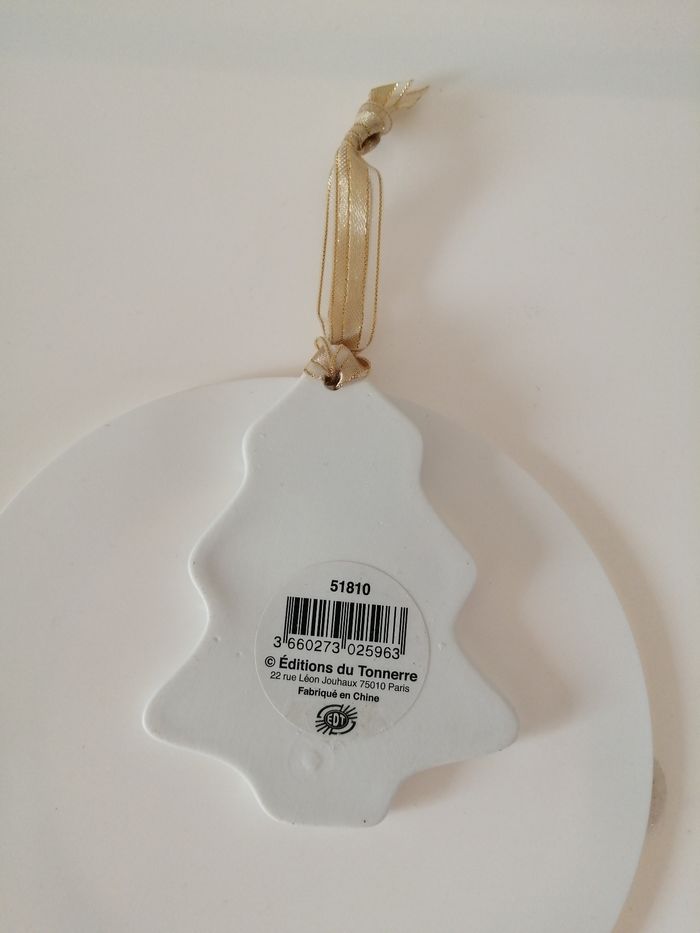 51810
3 660273 025963
© Éditions du Tonnerre
22 rue Léon Jouhaux 75010 Paris
Fabriqué en Chine
EDT